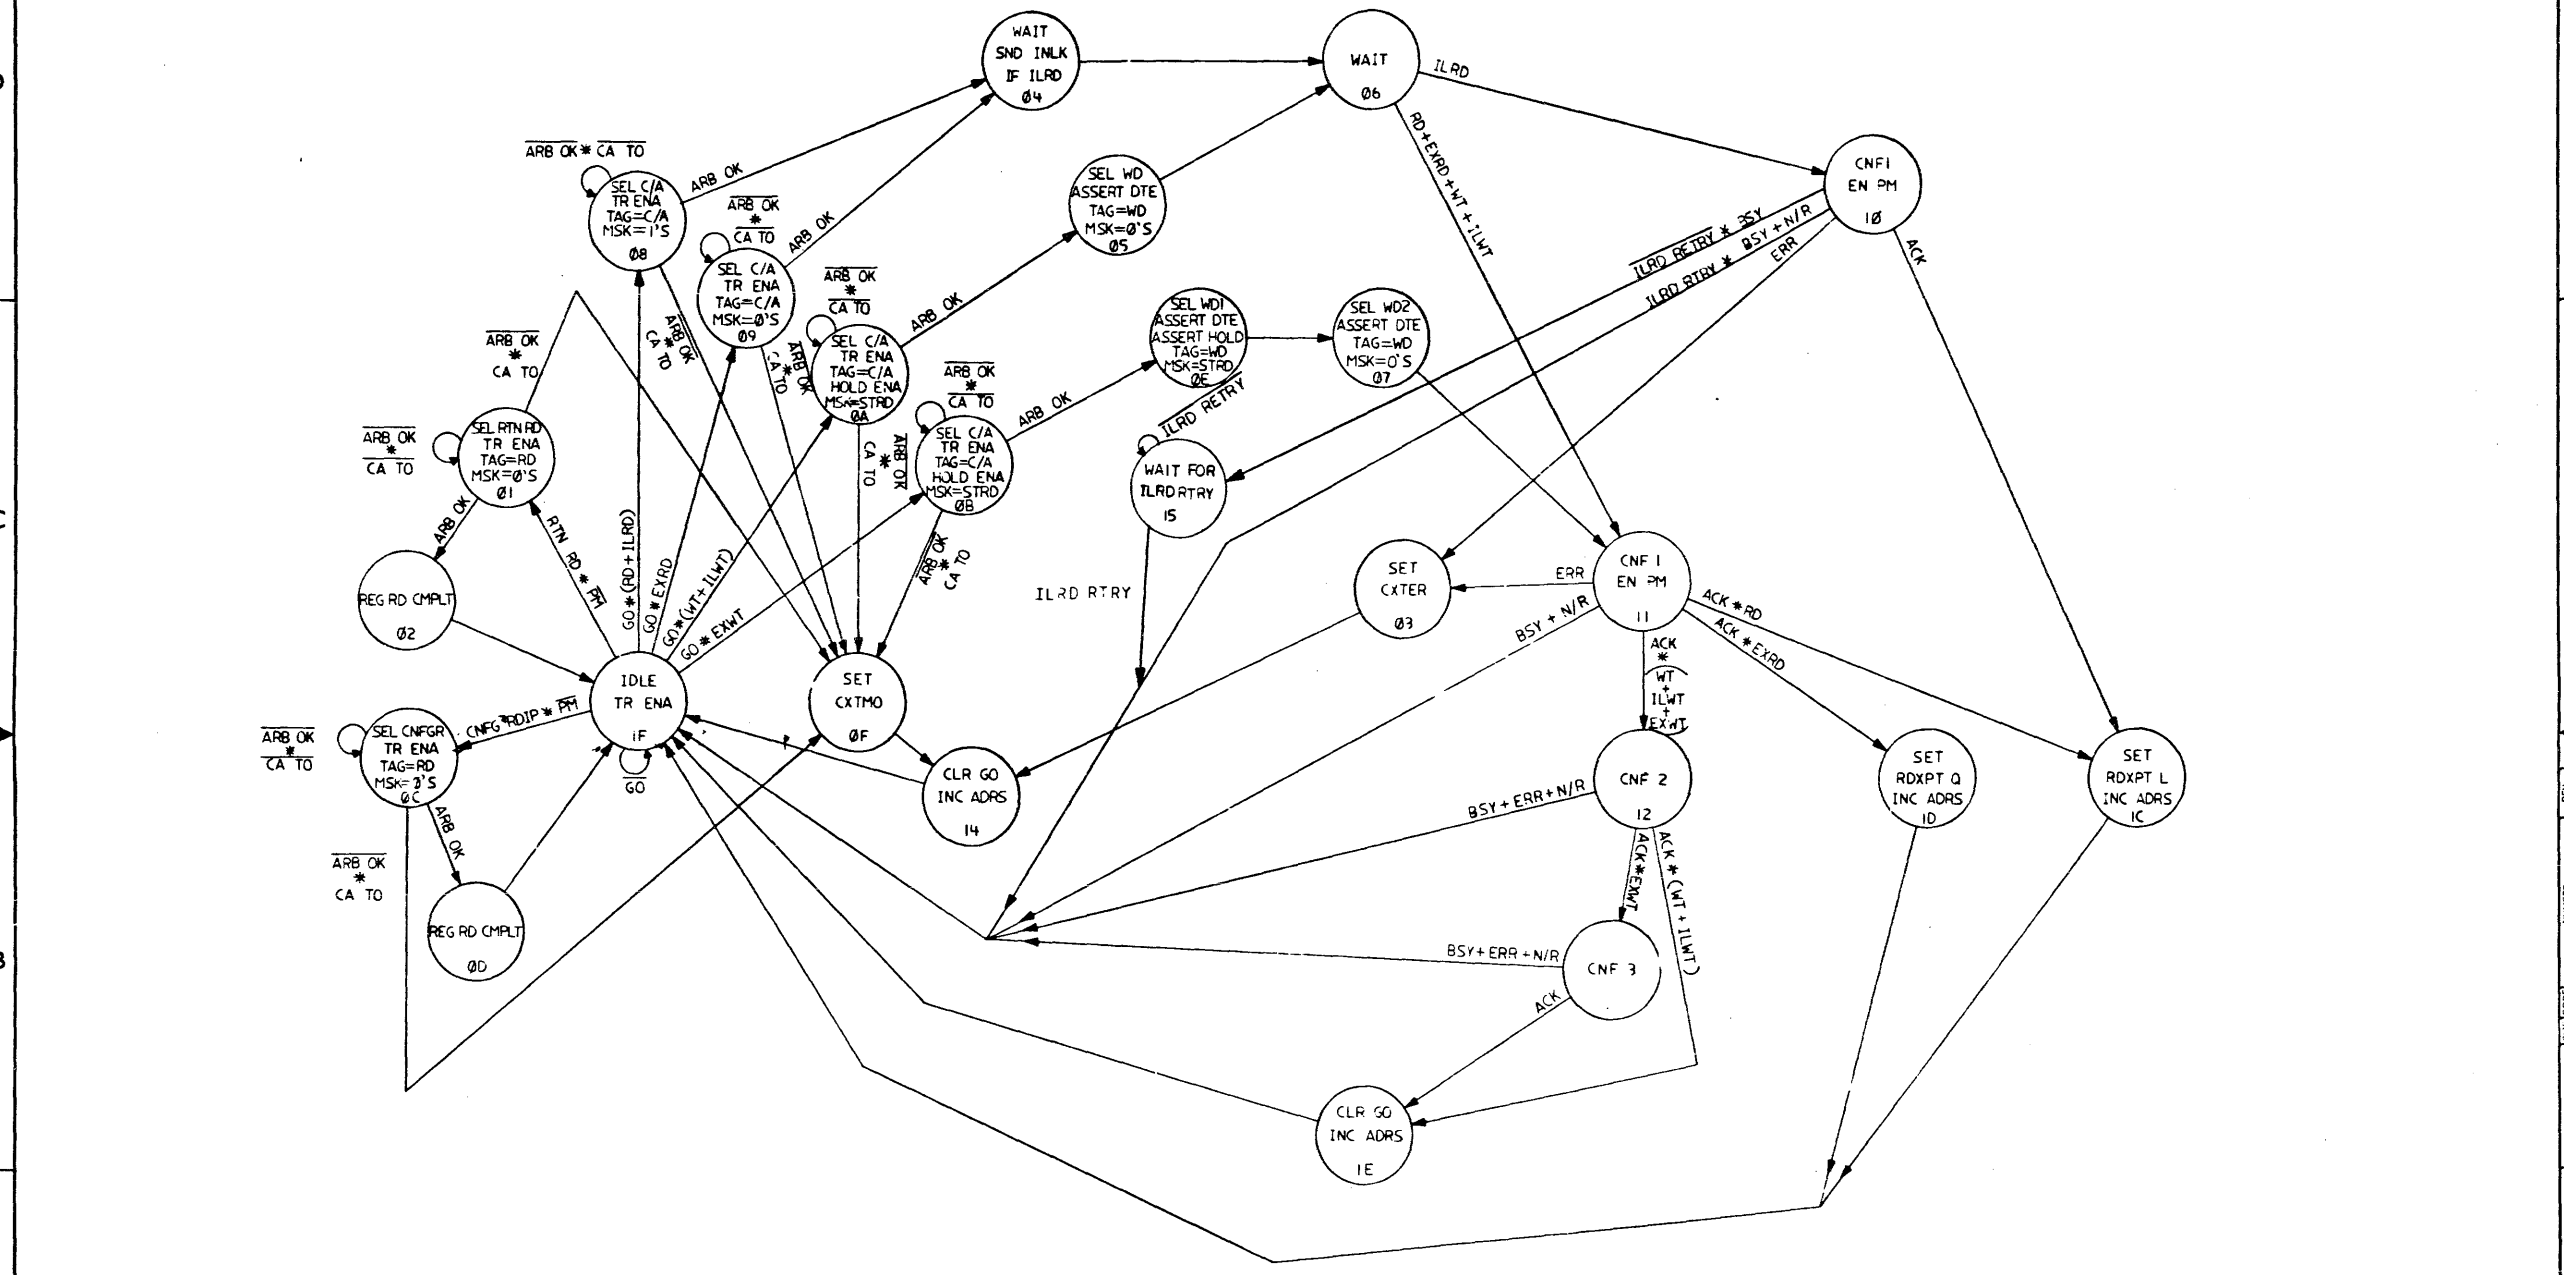 WAIT
SND INLK
IF ILRD
Ø4
WAIT
Ø6
ILRD
RD+EXRD+WT+ILWT
CNF1
EN PM
1Ø
ACK
ILRD RETRY * BSY
ILRD RTRY * BSY+N/R
ERR
ARB OK * CA TO
SEL C/A
TR ENA
TAG=C/A
MSK=1'S
Ø8
ARB OK
ARB OK
*
CA TO
ARB OK
*
CA TO
SEL C/A
TR ENA
TAG=C/A
MSK=Ø'S
Ø9
ARB OK
ARB OK
*
CA TO
SEL WD
ASSERT DTE
TAG=WD
MSK=Ø'S
Ø5
ARB OK
*
CA TO
SEL C/A
TR ENA
TAG=C/A
HOLD ENA
MSK=STRD
ØA
ARB OK
ARB OK
*
CA TO
ARB OK
*
CA TO
SEL C/A
TR ENA
TAG=C/A
HOLD ENA
MSK=STRD
ØB
ARB OK
ARB OK
*
CA TO
SEL WD1
ASSERT DTE
ASSERT HOLD
TAG=WD
MSK=STRD
ØE
SEL WD2
ASSERT DTE
TAG=WD
MSK=0'S
Ø7
ILRD RETRY
WAIT FOR
ILRDRTRY
15
ILRD RTRY
ARB OK
*
CA TO
ARB OK
*
CA TO
SEL RTN RD
TR ENA
TAG=RD
MSK=Ø'S
Ø1
ARB OK
REG RD CMPLT
Ø2
RTN RD * PM
GO*(RD+ILRD)
GO*EXRD
GO*(WT+ILWT)
GO*EXWT
IDLE
TR ENA
1F
GO
CNFG*RDIP*PM
ARB OK
*
CA TO
SEL CNFGR
TR ENA
TAG=RD
MSK=Ø'S
ØC
ARB OK
ARB OK
*
CA TO
REG RD CMPLT
ØD
SET
CXTMO
ØF
CLR GO
INC ADRS
14
SET
CXTER
Ø3
ERR
CNF 1
EN PM
11
BSY + N/R
ACK
*
WT
+
ILWT
+
EXWT
ACK*RD
ACK*EXRD
CNF 2
12
BSY+ERR+N/R
ACK*EXWT
ACK*(WT+ILWT)
CNF 3
BSY+ERR+N/R
ACK
CLR GO
INC ADRS
1E
SET
RDXPT Q
INC ADRS
1D
SET
RDXPT L
INC ADRS
1C